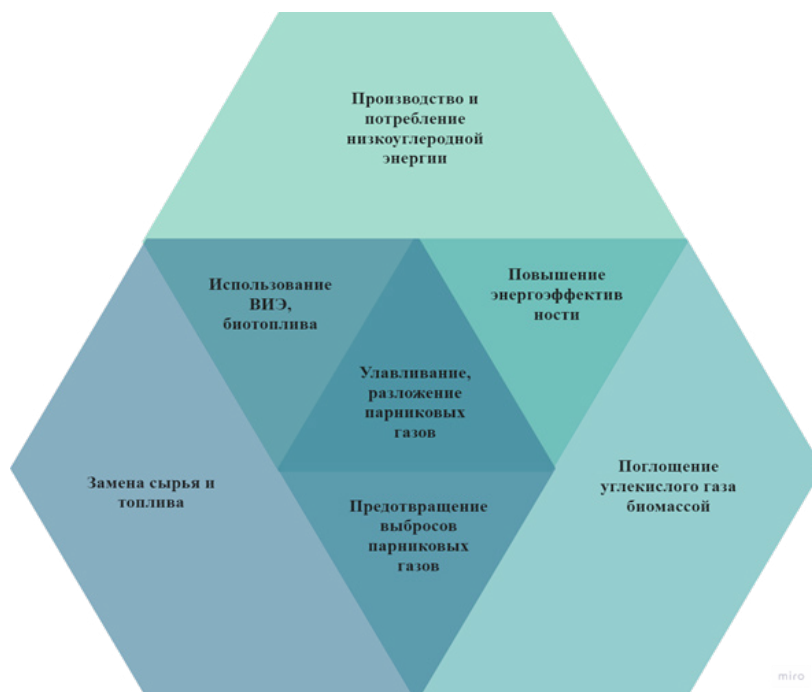 Производство и
потребление
низкоуглеродной
энергии
Использование
ВИЭ,
биотоплива
Повышение
энергоэффектив
ности
Улавливание,
разложение
парниковых
газов
Замена сырья и
топлива
Поглощение
углекислого газа
биомассой
Предотвращение
выбросов
парниковых
газов
miro